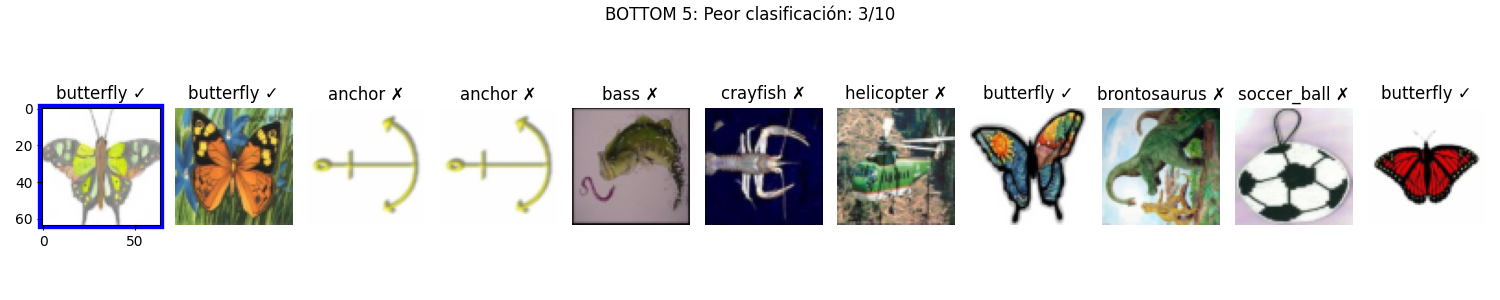 BOTTOM 5: Peor clasificación: 3/10
butterfly ✓ butterfly ✓ anchor ✗ anchor ✗ bass ✗ crayfish ✗ helicopter ✗ butterfly ✓ brontosaurus ✗ soccer_ball ✗ butterfly ✓
0
20
40
60
0 50